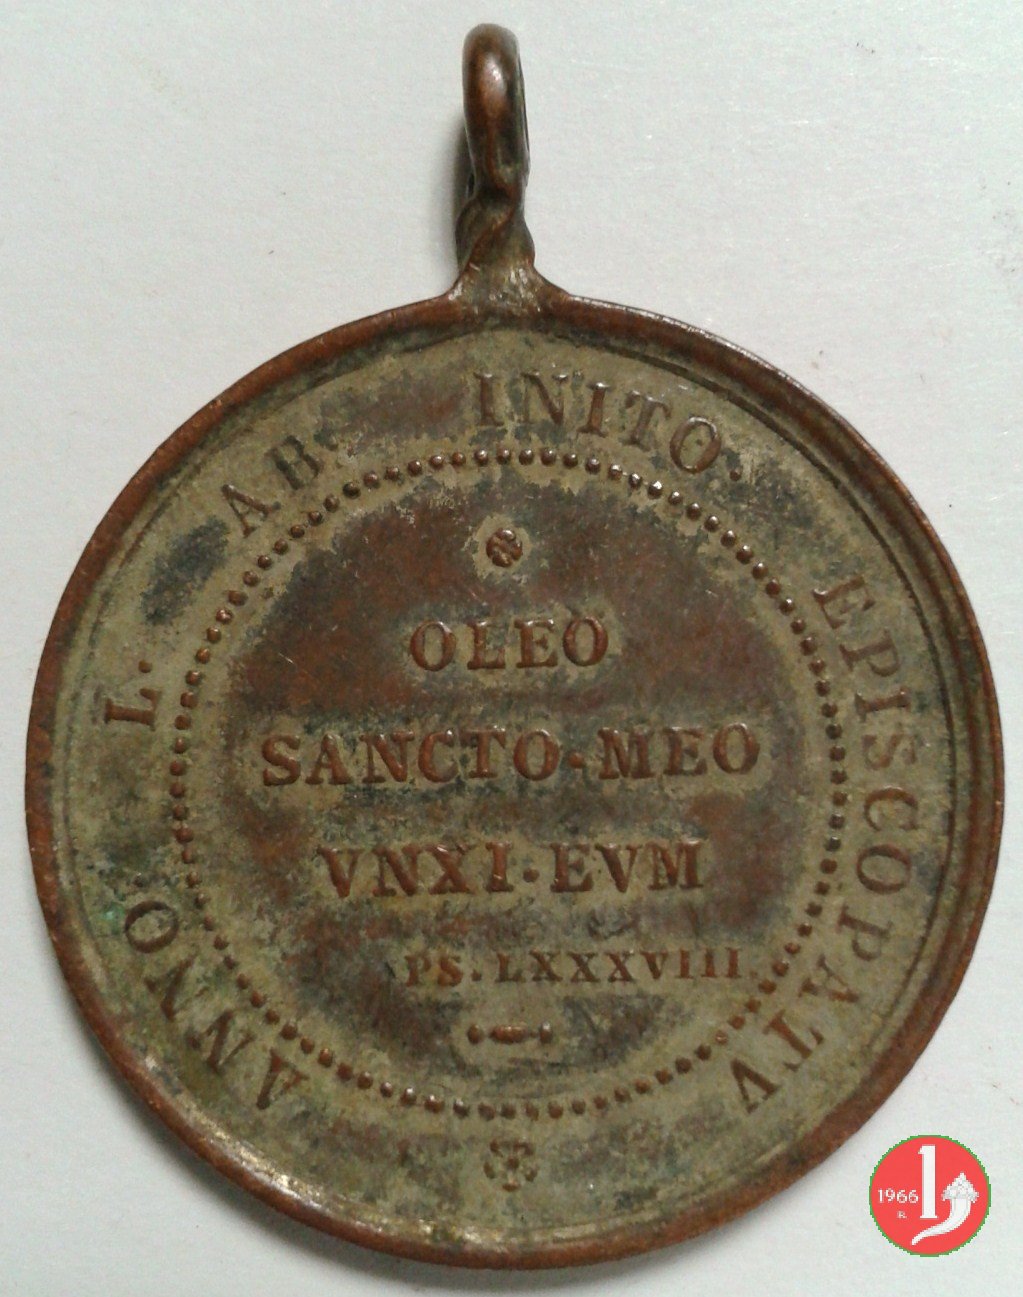 ANNO. L. AB. INITO. EPISCOPATV
OLEO
SANCTO. MEO
VNXI. EVM
PS. LXXXVIII
1966
R.